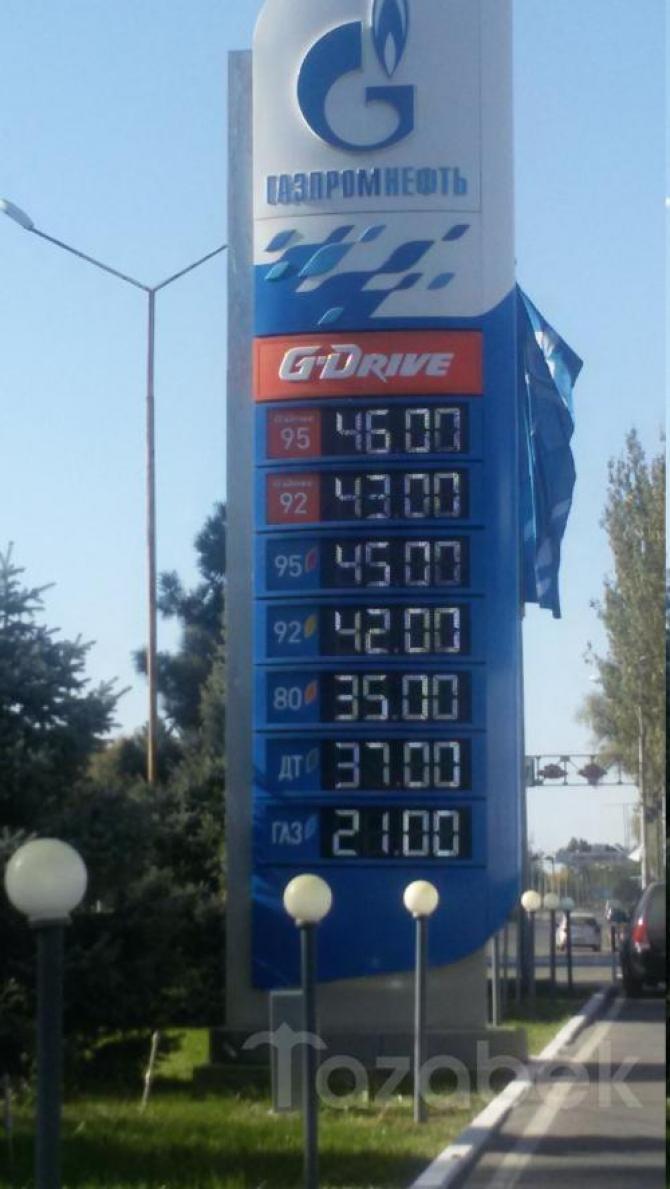 ГАЗПРОМНЕФТЬ
G-DRIVE
95 46.00
92 43.00
95 45.00
92 42.00
80 35.00
ДТ 37.00
ГАЗ 21.00
Tazabek